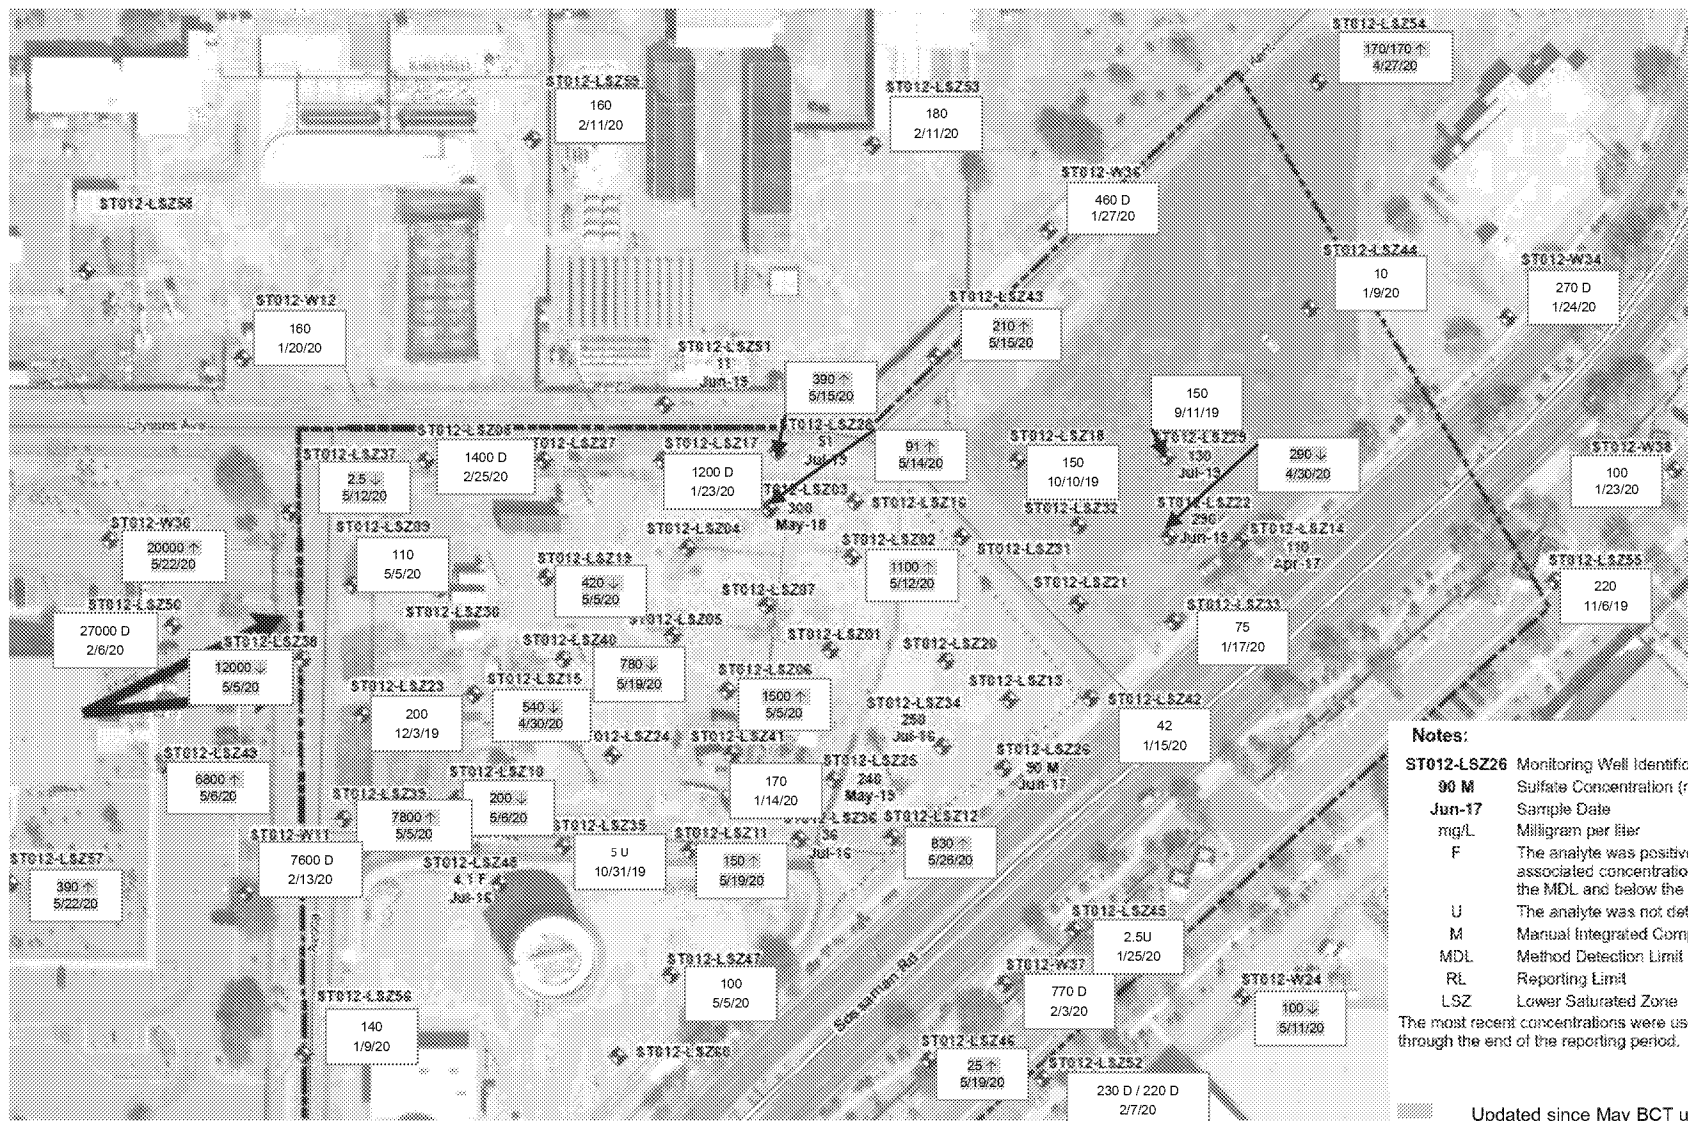 ST012-LSZ54
170/170 ↑
4/27/20
ST012-LSZ59
160
2/11/20
ST012-LSZ53
180
2/11/20
ST012-W36
460 D
1/27/20
ST012-LSZ58
ST012-LSZ44
10
1/9/20
ST012-W34
270 D
1/24/20
ST012-W12
160
1/20/20
ST012-LSZ43
210 ↑
5/15/20
ST012-LSZ51
11
Jun-19
390 ↑
5/15/20
150
9/11/19
Ulysses Ave
ST012-LSZ28
51
Jul-15
ST012-LSZ37
2.5 ↓
5/12/20
1400 D
2/25/20
ST012-LSZ27
ST012-LSZ17
1200 D
1/23/20
91 ↑
5/14/20
ST012-LSZ18
150
10/10/19
ST012-LSZ29
130
Jul-13
290 ↓
4/30/20
ST012-W38
100
1/23/20
ST012-LSZ03
300
May-18
ST012-LSZ16
ST012-LSZ32
ST012-LSZ22
290
Jun-19
ST012-LSZ14
110
Apr-17
ST012-W30
20000 ↑
5/22/20
ST012-LSZ09
110
5/5/20
ST012-LSZ04
ST012-LSZ02
1100 ↑
5/12/20
ST012-LSZ31
ST012-LSZ19
420 ↓
5/5/20
ST012-LSZ07
ST012-LSZ21
ST012-LSZ55
220
11/6/19
ST012-LSZ50
27000 D
2/6/20
ST012-LSZ30
ST012-LSZ05
ST012-LSZ33
75
1/17/20
ST012-LSZ38
12000 ↓
5/5/20
ST012-LSZ40
780 ↓
5/19/20
ST012-LSZ01
ST012-LSZ20
ST012-LSZ23
200
12/3/19
ST012-LSZ15
540 ↓
4/30/20
ST012-LSZ06
1500 ↑
5/5/20
ST012-LSZ34
250
Jul-16
ST012-LSZ13
ST012-LSZ42
42
1/15/20
ST012-LSZ49
6800 ↑
5/6/20
ST012-LSZ24
ST012-LSZ41
170
1/14/20
ST012-LSZ25
240
May-15
ST012-LSZ26
90 M
Jun-17
ST012-LSZ10
200 ↓
5/6/20
ST012-LSZ39
7800 ↑
5/5/20
ST012-LSZ35
5 U
10/31/19
ST012-LSZ11
150 ↑
5/19/20
ST012-LSZ36
Jul-16
ST012-LSZ12
830 ↑
5/26/20
ST012-W11
7600 D
2/13/20
ST012-LSZ57
390 ↑
5/22/20
ST012-LSZ48
4.1 F
Jul-16
ST012-LSZ45
2.5U
1/25/20
ST012-LSZ47
100
5/5/20
ST012-W37
770 D
2/3/20
ST012-W24
100 ↓
5/11/20
ST012-LSZ56
140
1/9/20
Sossaman Rd
ST012-LSZ60
ST012-LSZ46
25 ↑
5/19/20
ST012-LSZ52
230 D / 220 D
2/7/20
Notes:
ST012-LSZ26 Monitoring Well Identific
90 M Sulfate Concentration (
Jun-17 Sample Date
mg/L Milligram per liter
F The analyte was positive
associated concentratio
the MDL and below the
U The analyte was not det
M Manual Integrated Comp
MDL Method Detection Limit
RL Reporting Limit
LSZ Lower Saturated Zone
The most recent concentrations were us
through the end of the reporting period.
Updated since May BCT u